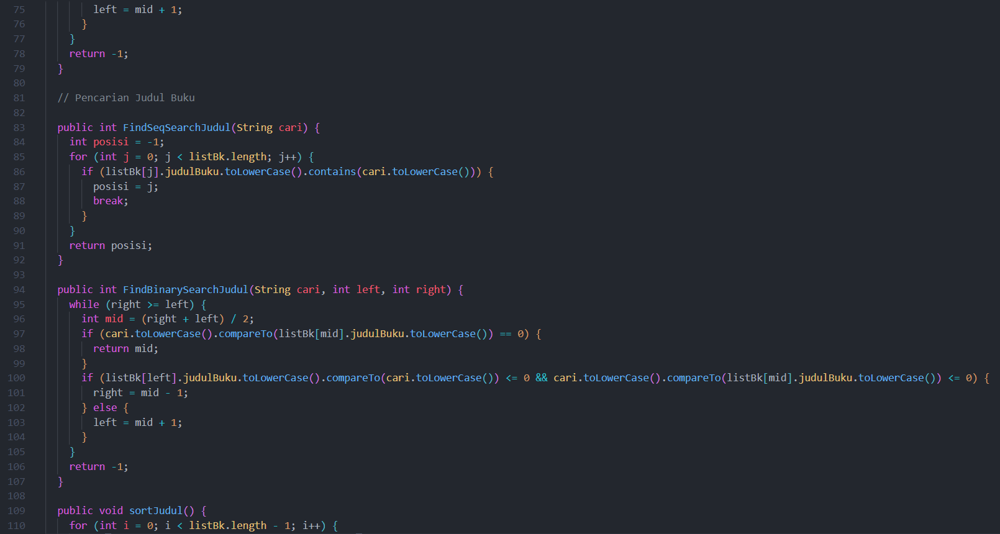 75 left = mid + 1;
76 }
77 }
78 return -1;
79 }
80
81 // Pencarian Judul Buku
82
83 public int FindSeqSearchJudul(String cari) {
84 int posisi = -1;
85 for (int j = 0; j < listBk.length; j++) {
86 if (listBk[j].judulBuku.toLowerCase().contains(cari.toLowerCase())) {
87 posisi = j;
88 break;
89 }
90 }
91 return posisi;
92 }
93
94 public int FindBinarySearchJudul(String cari, int left, int right) {
95 while (right >= left) {
96 int mid = (right + left) / 2;
97 if (cari.toLowerCase().compareTo(listBk[mid].judulBuku.toLowerCase()) == 0) {
98 return mid;
99 }
100 if (listBk[left].judulBuku.toLowerCase().compareTo(cari.toLowerCase()) <= 0 && cari.toLowerCase().compareTo(listBk[mid].judulBuku.toLowerCase()) <= 0) {
101 right = mid - 1;
102 } else {
103 left = mid + 1;
104 }
105 }
106 return -1;
107 }
108
109 public void sortJudul() {
110 for (int i = 0; i < listBk.length - 1; i++) {